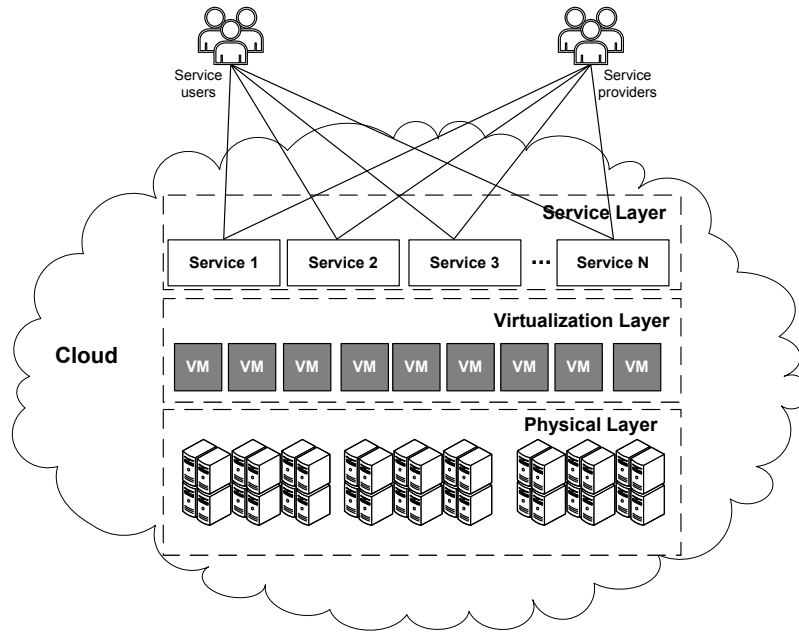 Service
users
Service
providers
Service Layer
Service 1
Service 2
Service 3
...
Service N
Virtualization Layer
Cloud
VM
VM
VM
VM
VM
VM
VM
VM
VM
Physical Layer